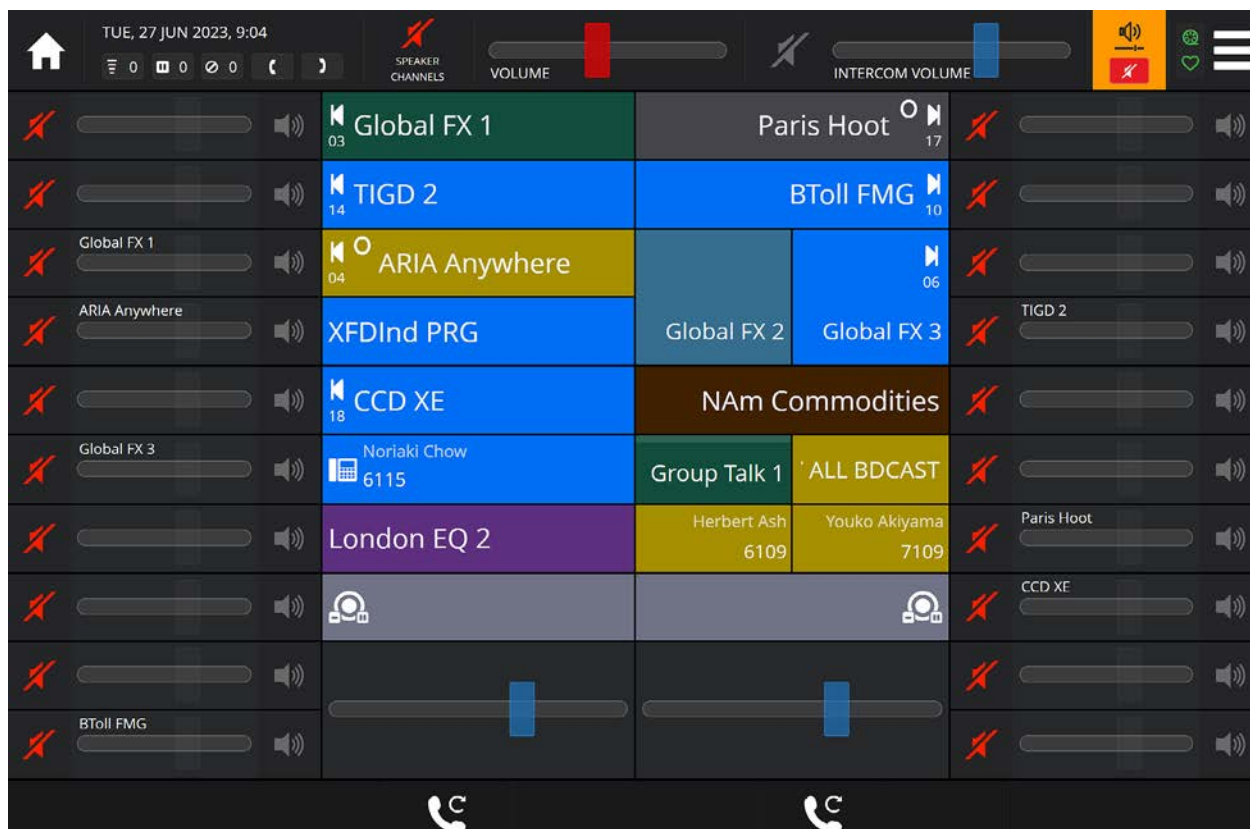 TUE, 27 JUN 2023, 9:04
0 0 0
SPEAKER
CHANNELS
VOLUME
INTERCOM VOLUME
03 Global FX 1
Paris Hoot 17
14 TIGD 2
BToll FMG 10
Global FX 1
04 ARIA Anywhere
06
Global FX 2
Global FX 3
ARIA Anywhere
XFDInd PRG
TIGD 2
18 CCD XE
NAm Commodities
Global FX 3
Noriaki Chow
6115
Group Talk 1
ALL BDCAST
London EQ 2
Herbert Ash
6109
Youko Akiyama
7109
Paris Hoot
CCD XE
BToll FMG